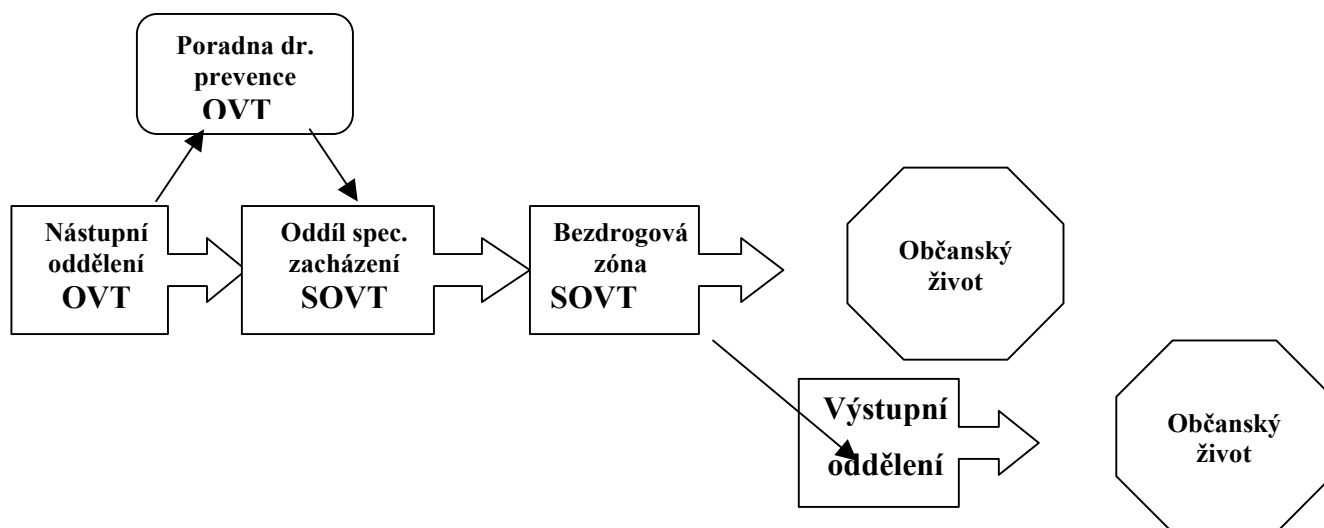 Poradna dr.
prevence
OVT
Nástupní
oddělení
OVT
Oddíl spec.
zacházení
SOVT
Bezdrogová
zóna
SOVT
Občanský
život
Výstupní
oddělení
Občanský
život